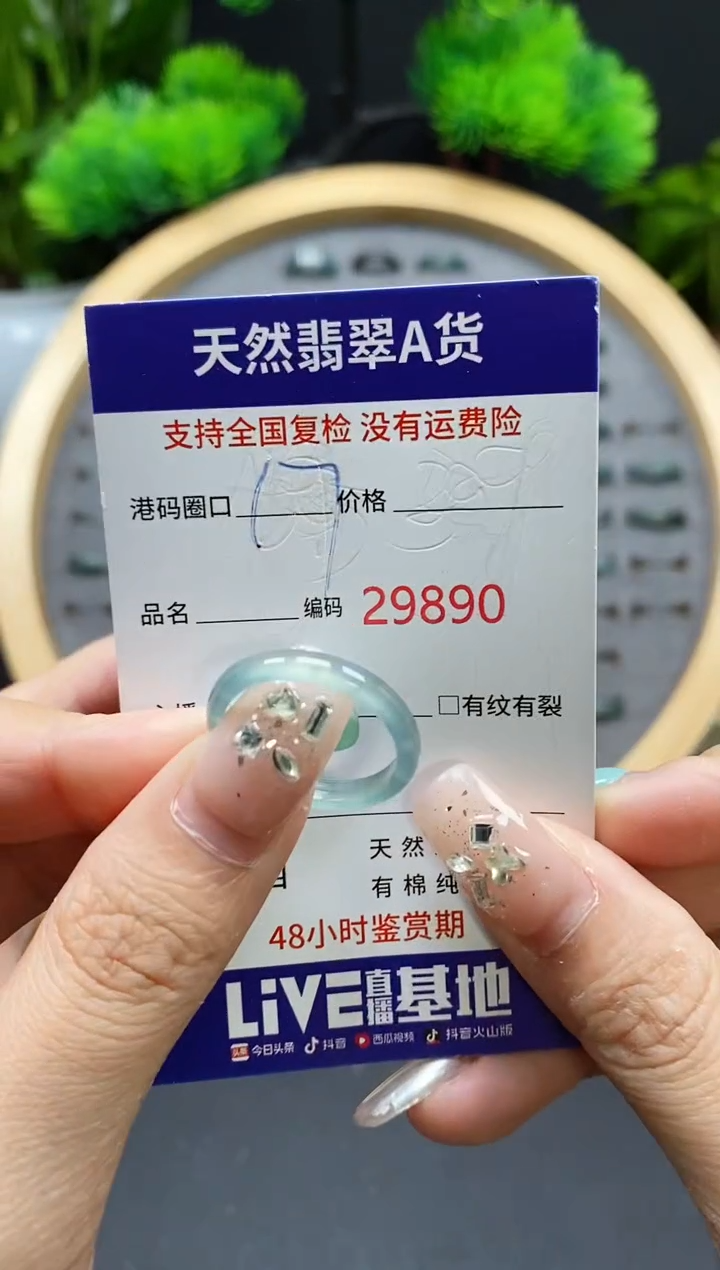 天然翡翠A货
支持全国复检 没有运费险
港码圈口 价格
品名 编码 29890
□有纹有裂
天然
有棉纯
48小时鉴赏期
LiVE直播基地
头条 今日头条 抖音 西瓜视频 抖音火山版